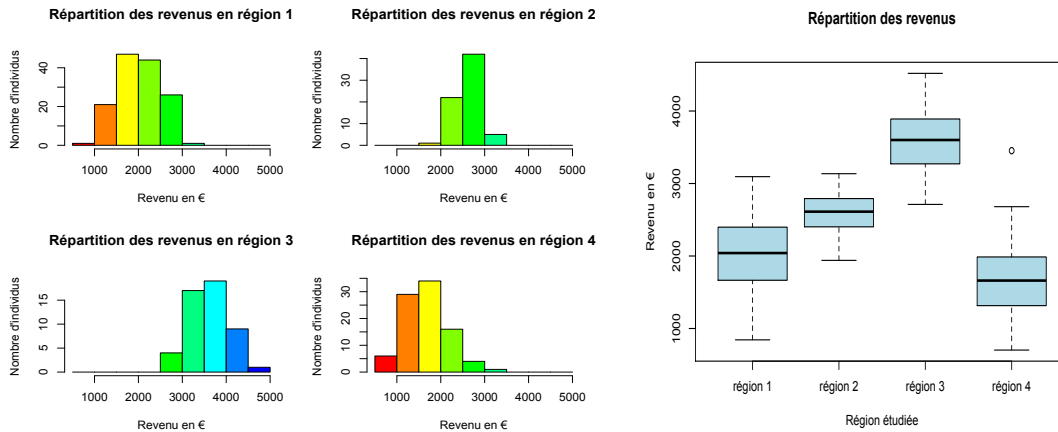 Répartition des revenus en région 1
Nombre d'individus
0 20 40
1000 2000 3000 4000 5000
Revenu en €
Répartition des revenus en région 2
Nombre d'individus
0 10 30
1000 2000 3000 4000 5000
Revenu en €
Répartition des revenus en région 3
Nombre d'individus
0 5 10 15
1000 2000 3000 4000 5000
Revenu en €
Répartition des revenus en région 4
Nombre d'individus
0 10 20 30
1000 2000 3000 4000 5000
Revenu en €
Répartition des revenus
Revenu en €
1000 2000 3000 4000
région 1 région 2 région 3 région 4
Région étudiée